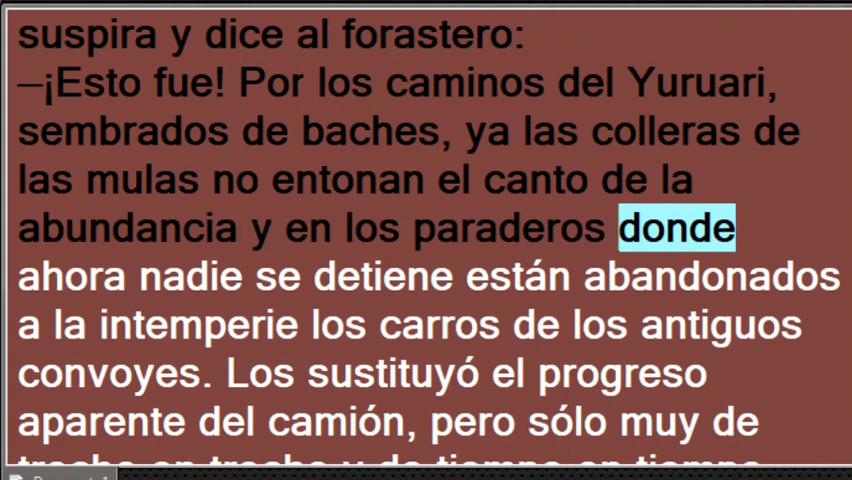 suspira y dice al forastero:
–¡Esto fue! Por los caminos del Yuruari,
sembrados de baches, ya las colleras de
las mulas no entonan el canto de la
abundancia y en los paraderos donde
ahora nadie se detiene están abandonados
a la intemperie los carros de los antiguos
convoyes. Los sustituyó el progreso
aparente del camión, pero sólo muy de